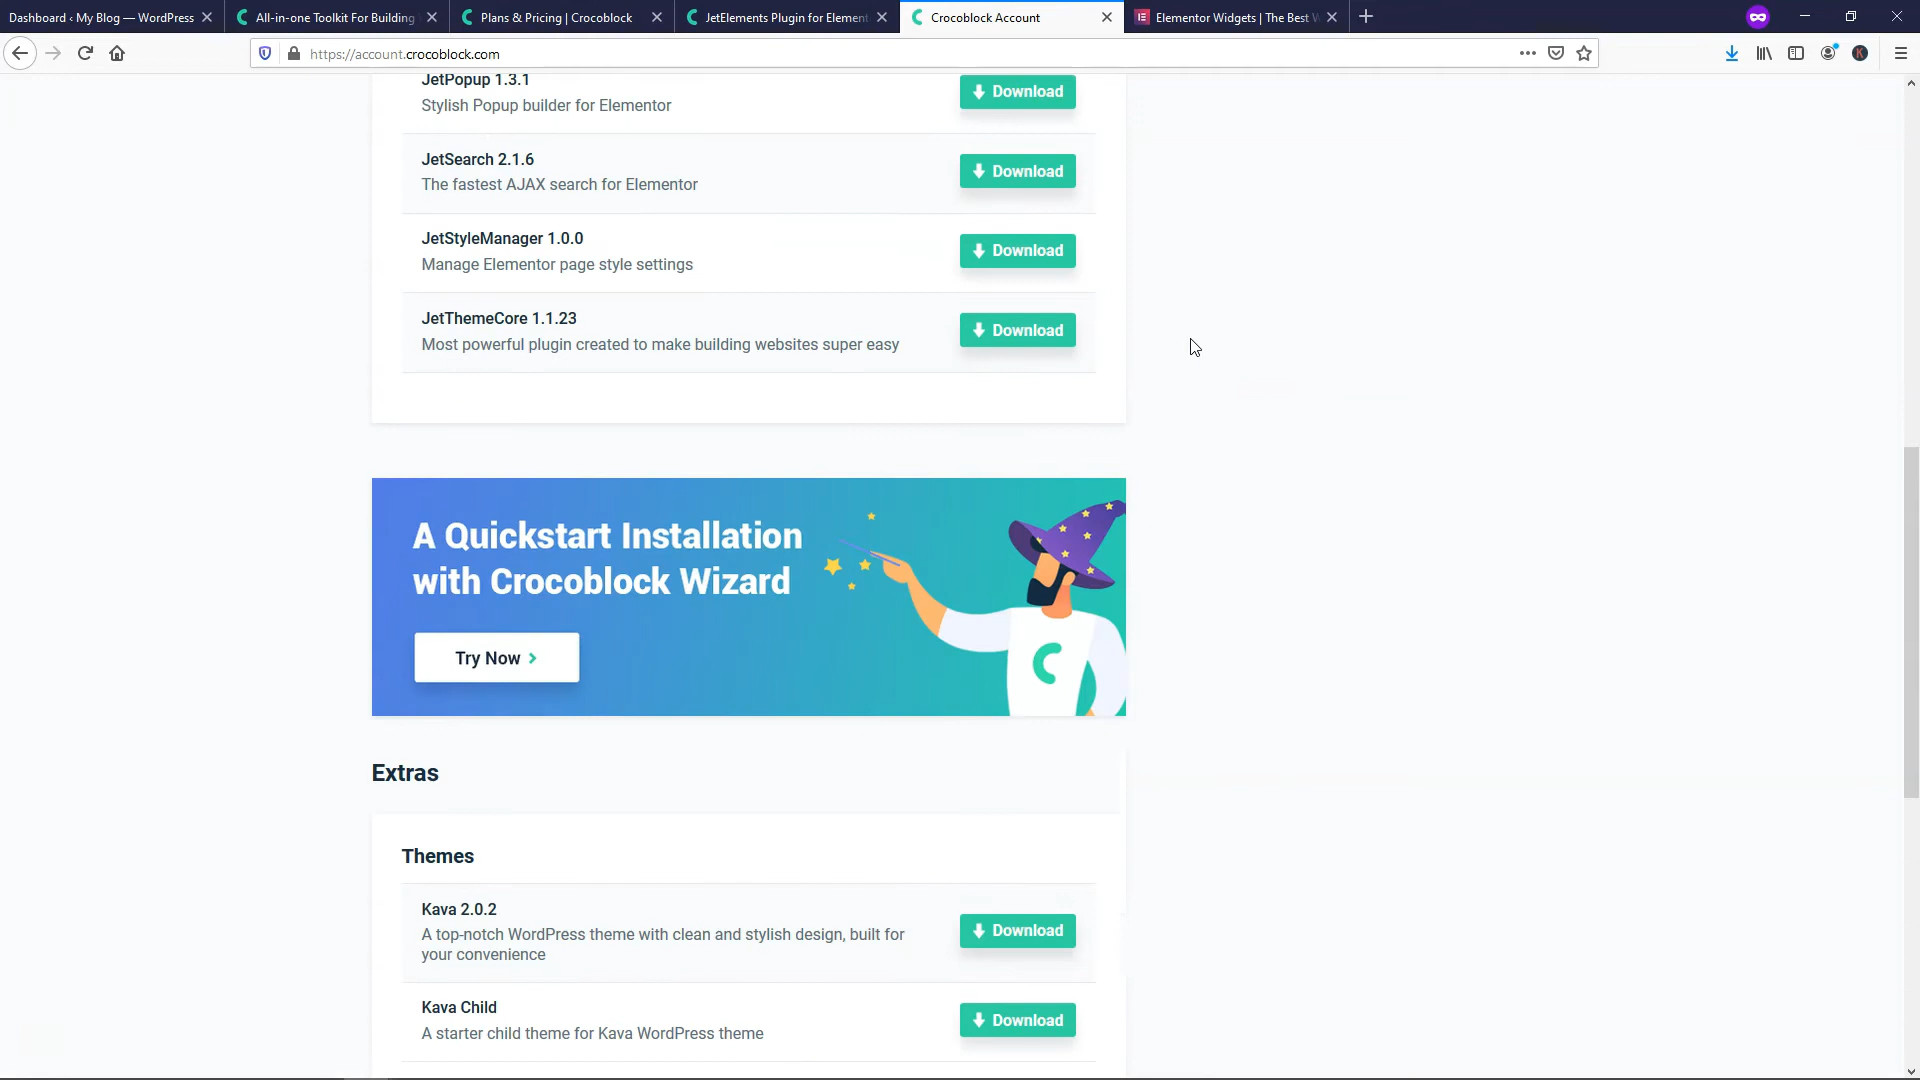 Dashboard ‹ My Blog — WordPress
All-in-one Toolkit For Building
Plans & Pricing | Crocoblock
JetElements Plugin for Element
Crocoblock Account
Elementor Widgets | The Best W
https://account.crocoblock.com
K
JetPopup 1.3.1
Stylish Popup builder for Elementor
Download
JetSearch 2.1.6
The fastest AJAX search for Elementor
Download
JetStyleManager 1.0.0
Manage Elementor page style settings
Download
JetThemeCore 1.1.23
Most powerful plugin created to make building websites super easy
Download
A Quickstart Installation
with Crocoblock Wizard
Try Now
Extras
Themes
Kava 2.0.2
A top-notch WordPress theme with clean and stylish design, built for
your convenience
Download
Kava Child
A starter child theme for Kava WordPress theme
Download